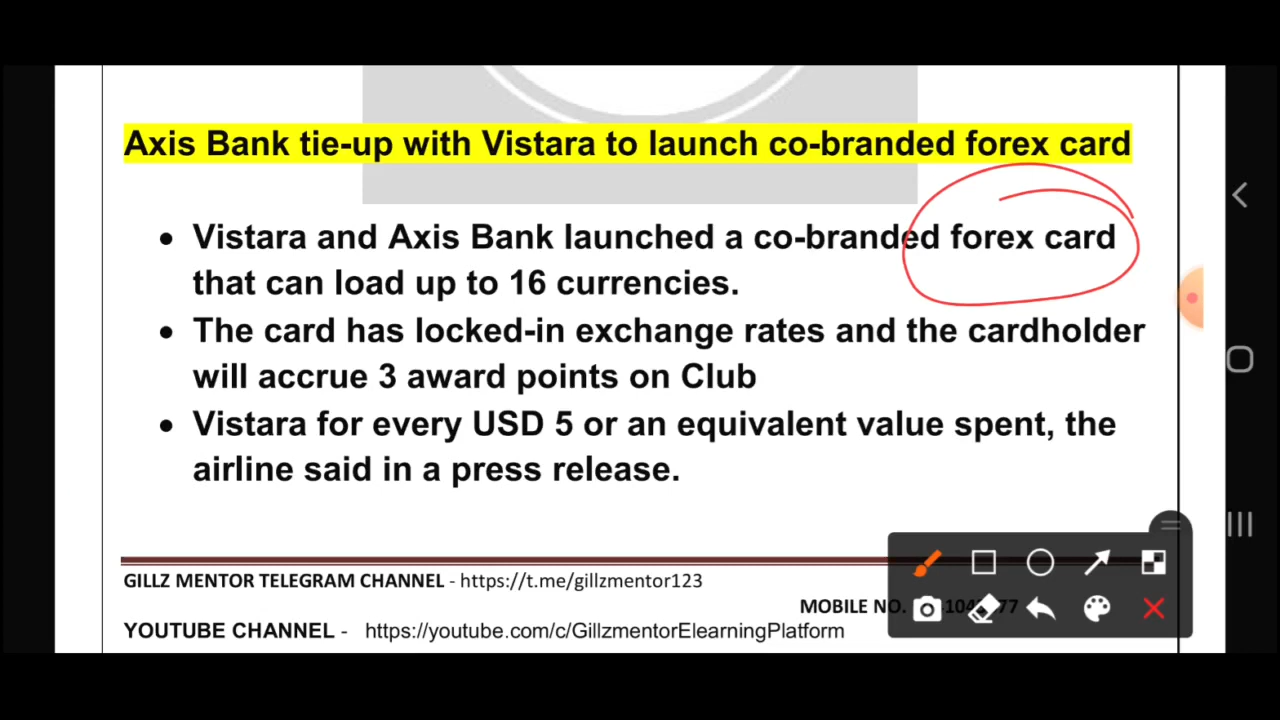 Axis Bank tie-up with Vistara to launch co-branded forex card
• Vistara and Axis Bank launched a co-branded forex card
that can load up to 16 currencies.
• The card has locked-in exchange rates and the cardholder
will accrue 3 award points on Club
• Vistara for every USD 5 or an equivalent value spent, the
airline said in a press release.
GILLZ MENTOR TELEGRAM CHANNEL - https://t.me/gillzmentor123
MOBILE NO.
YOUTUBE CHANNEL - https://youtube.com/c/GillzmentorElearningPlatform